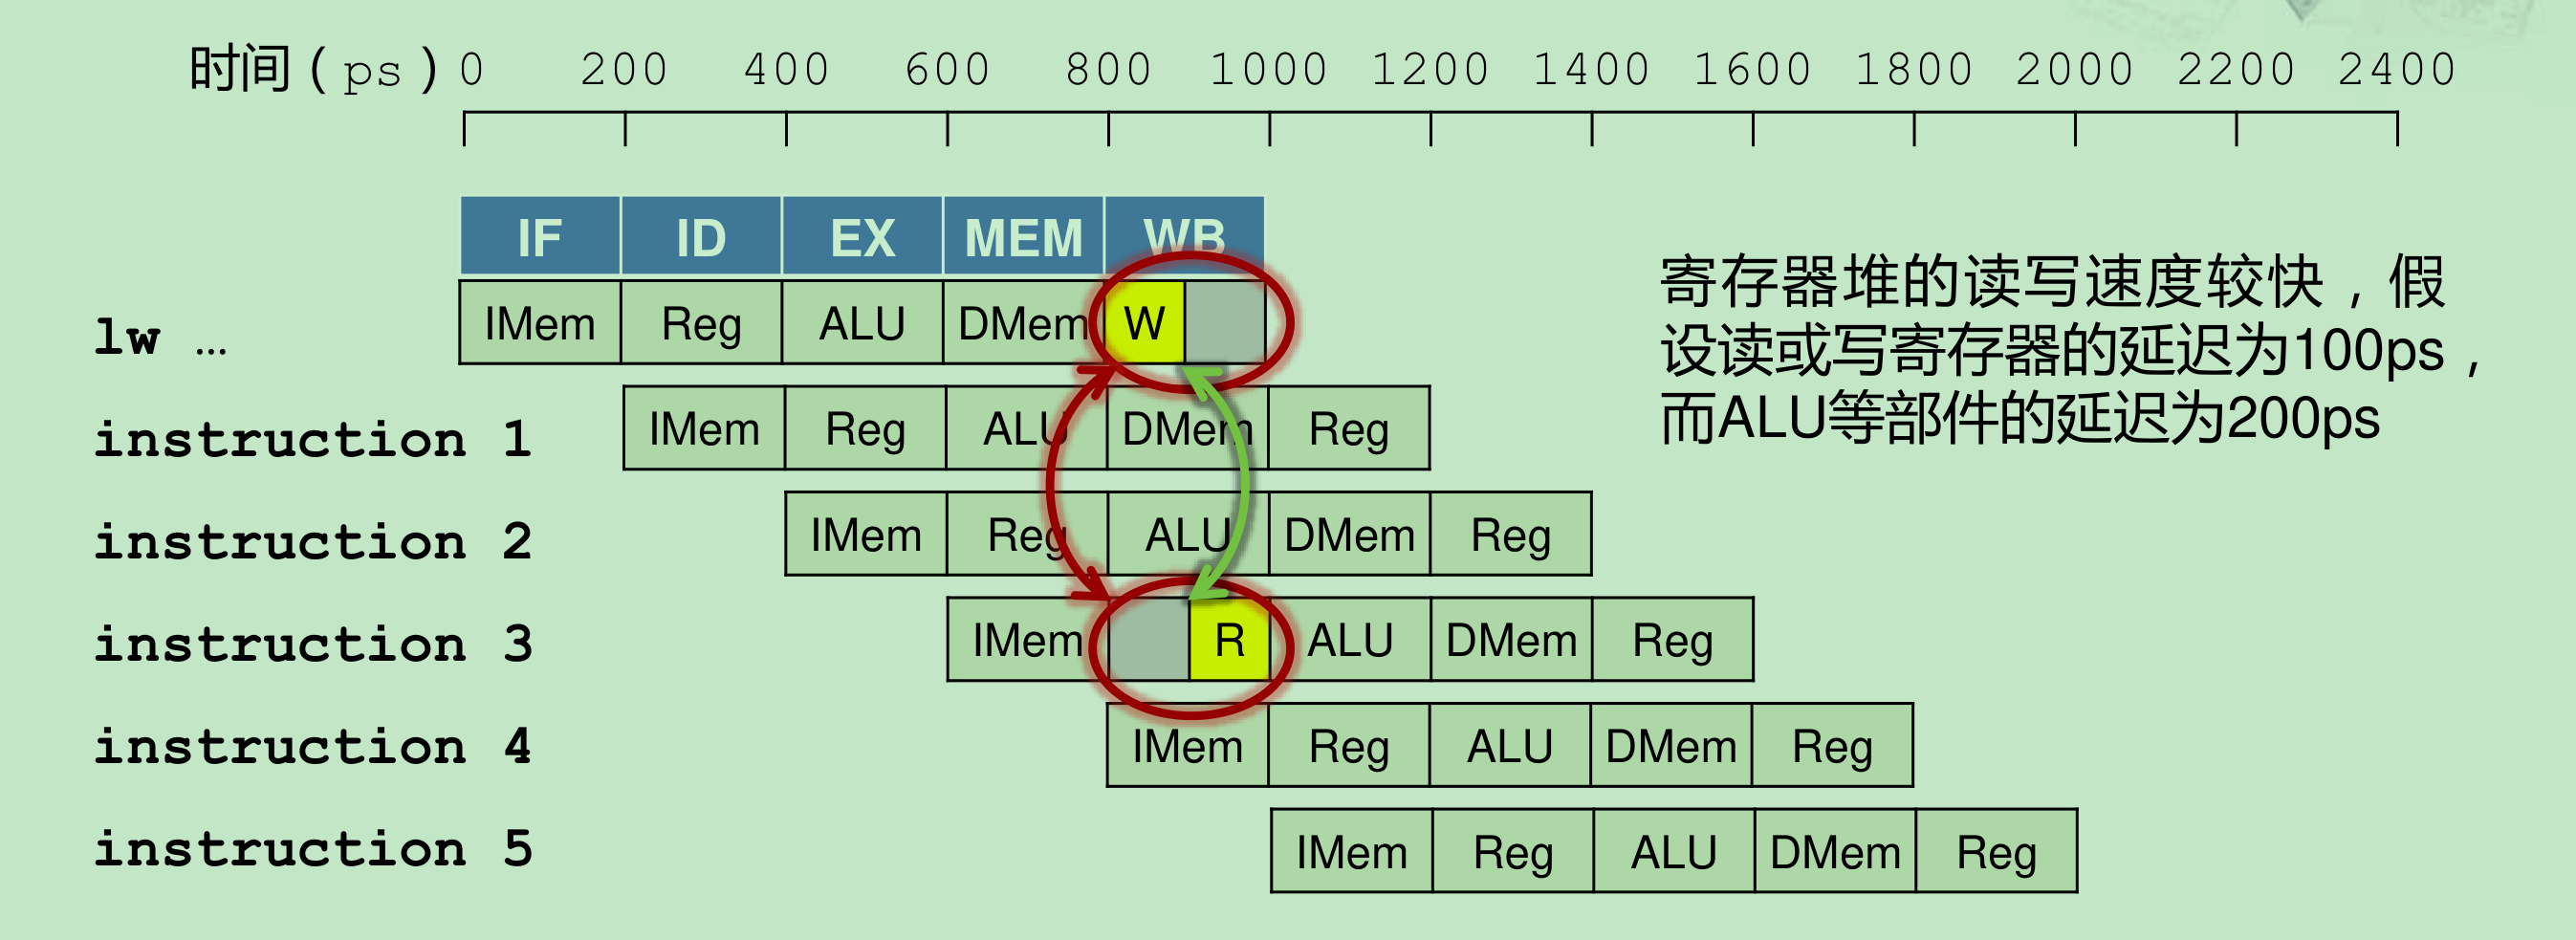 时间(ps) 0 200 400 600 800 1000 1200 1400 1600 1800 2000 2200 2400
IF ID EX MEM WB
lw … IMem Reg ALU DMem W
instruction 1 IMem Reg ALU DMem Reg
instruction 2 IMem Reg ALU DMem Reg
instruction 3 IMem R ALU DMem Reg
instruction 4 IMem Reg ALU DMem Reg
instruction 5 IMem Reg ALU DMem Reg
寄存器堆的读写速度较快，假
设读或写寄存器的延迟为100ps，
而ALU等部件的延迟为200ps